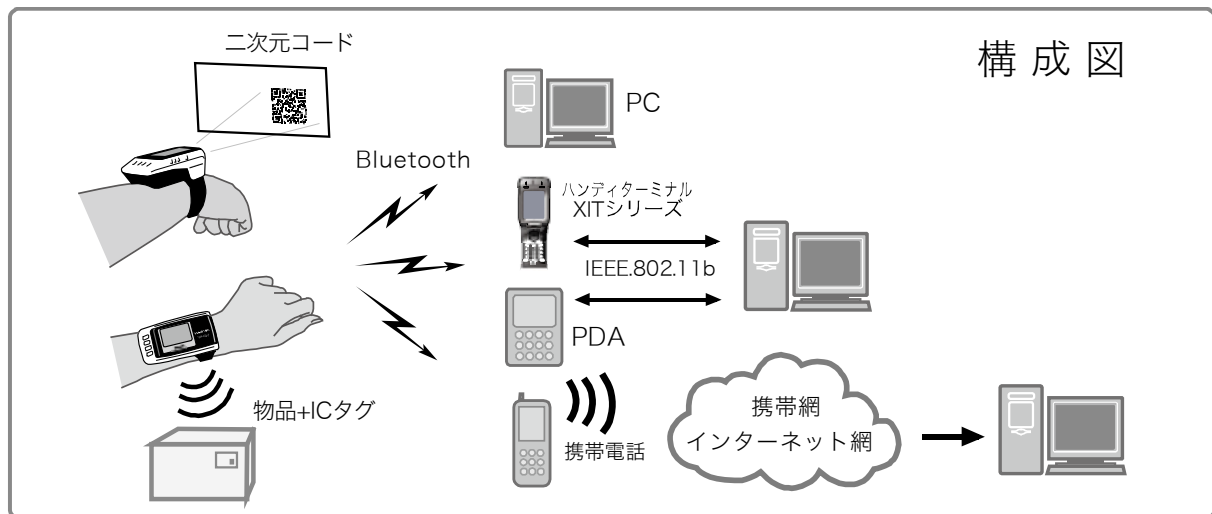 構成図
二次元コード
Bluetooth
PC
ハンディターミナル
XITシリーズ
IEEE.802.11b
PDA
物品+ICタグ
携帯電話
携帯網
インターネット網